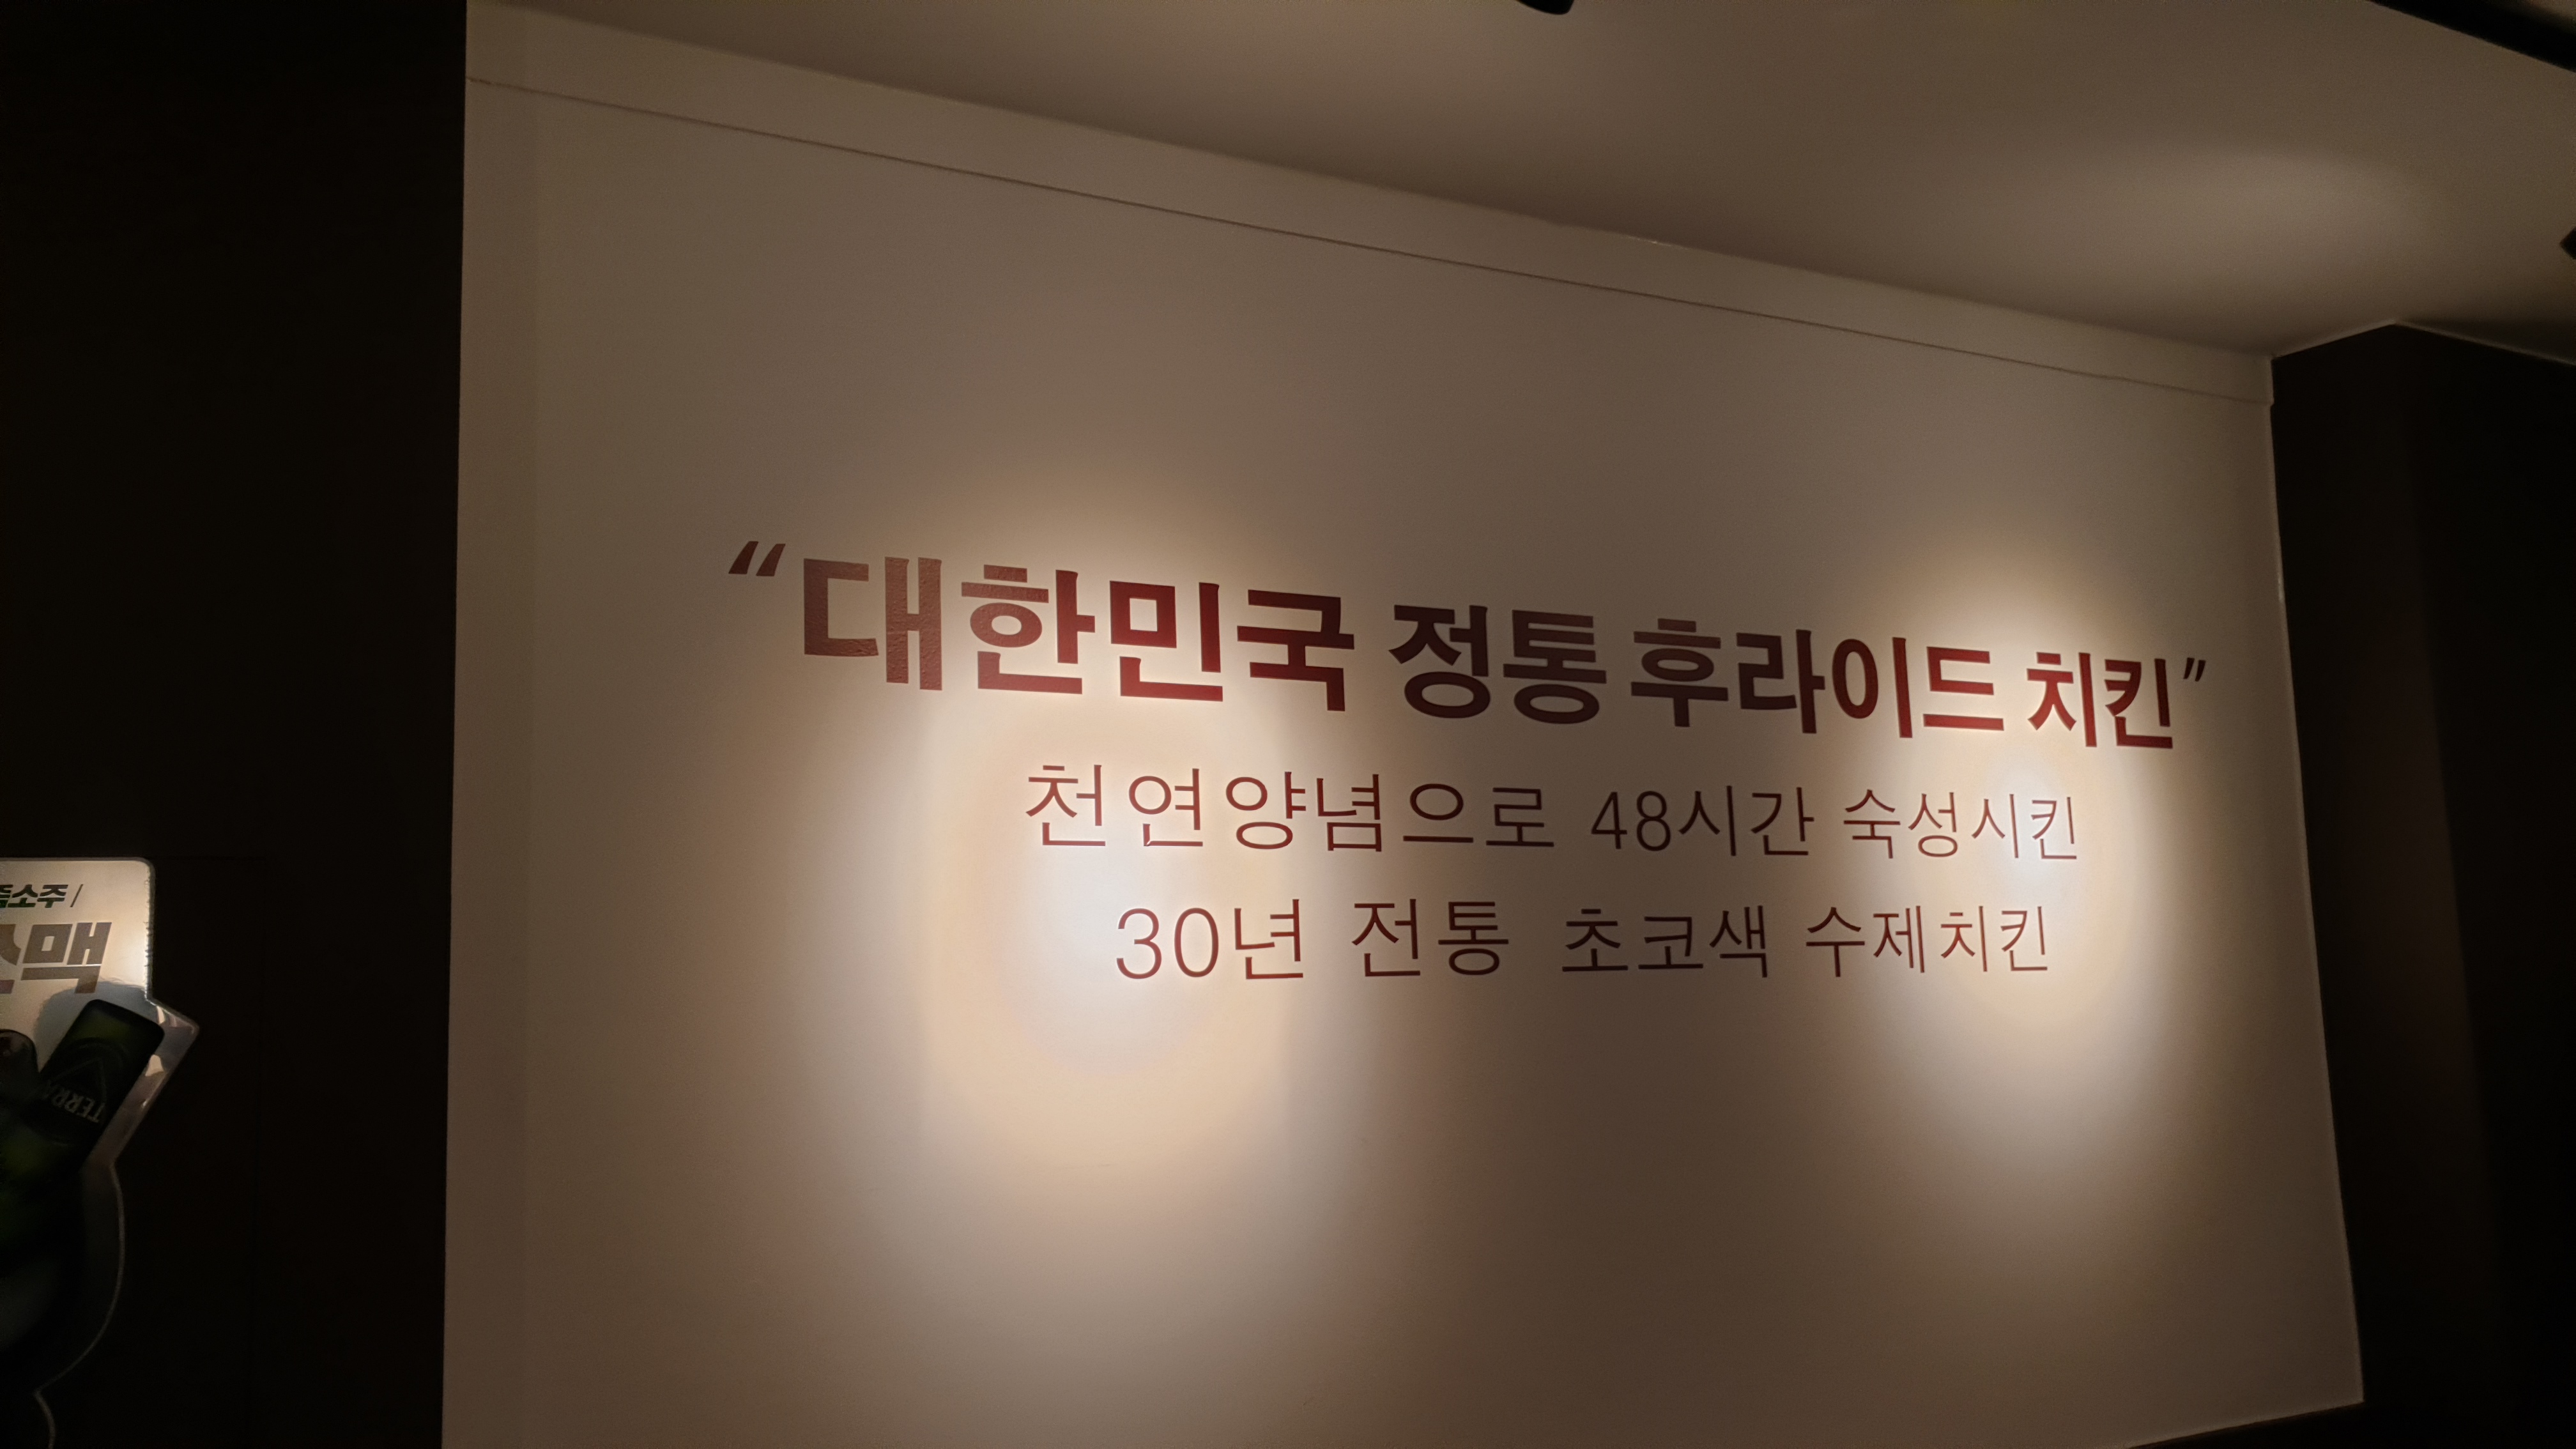 “대한민국 정통 후라이드 치킨”
천연양념으로 48시간 숙성시킨
30년 전통 초코색 수제치킨
소주 /
맥
TERRA